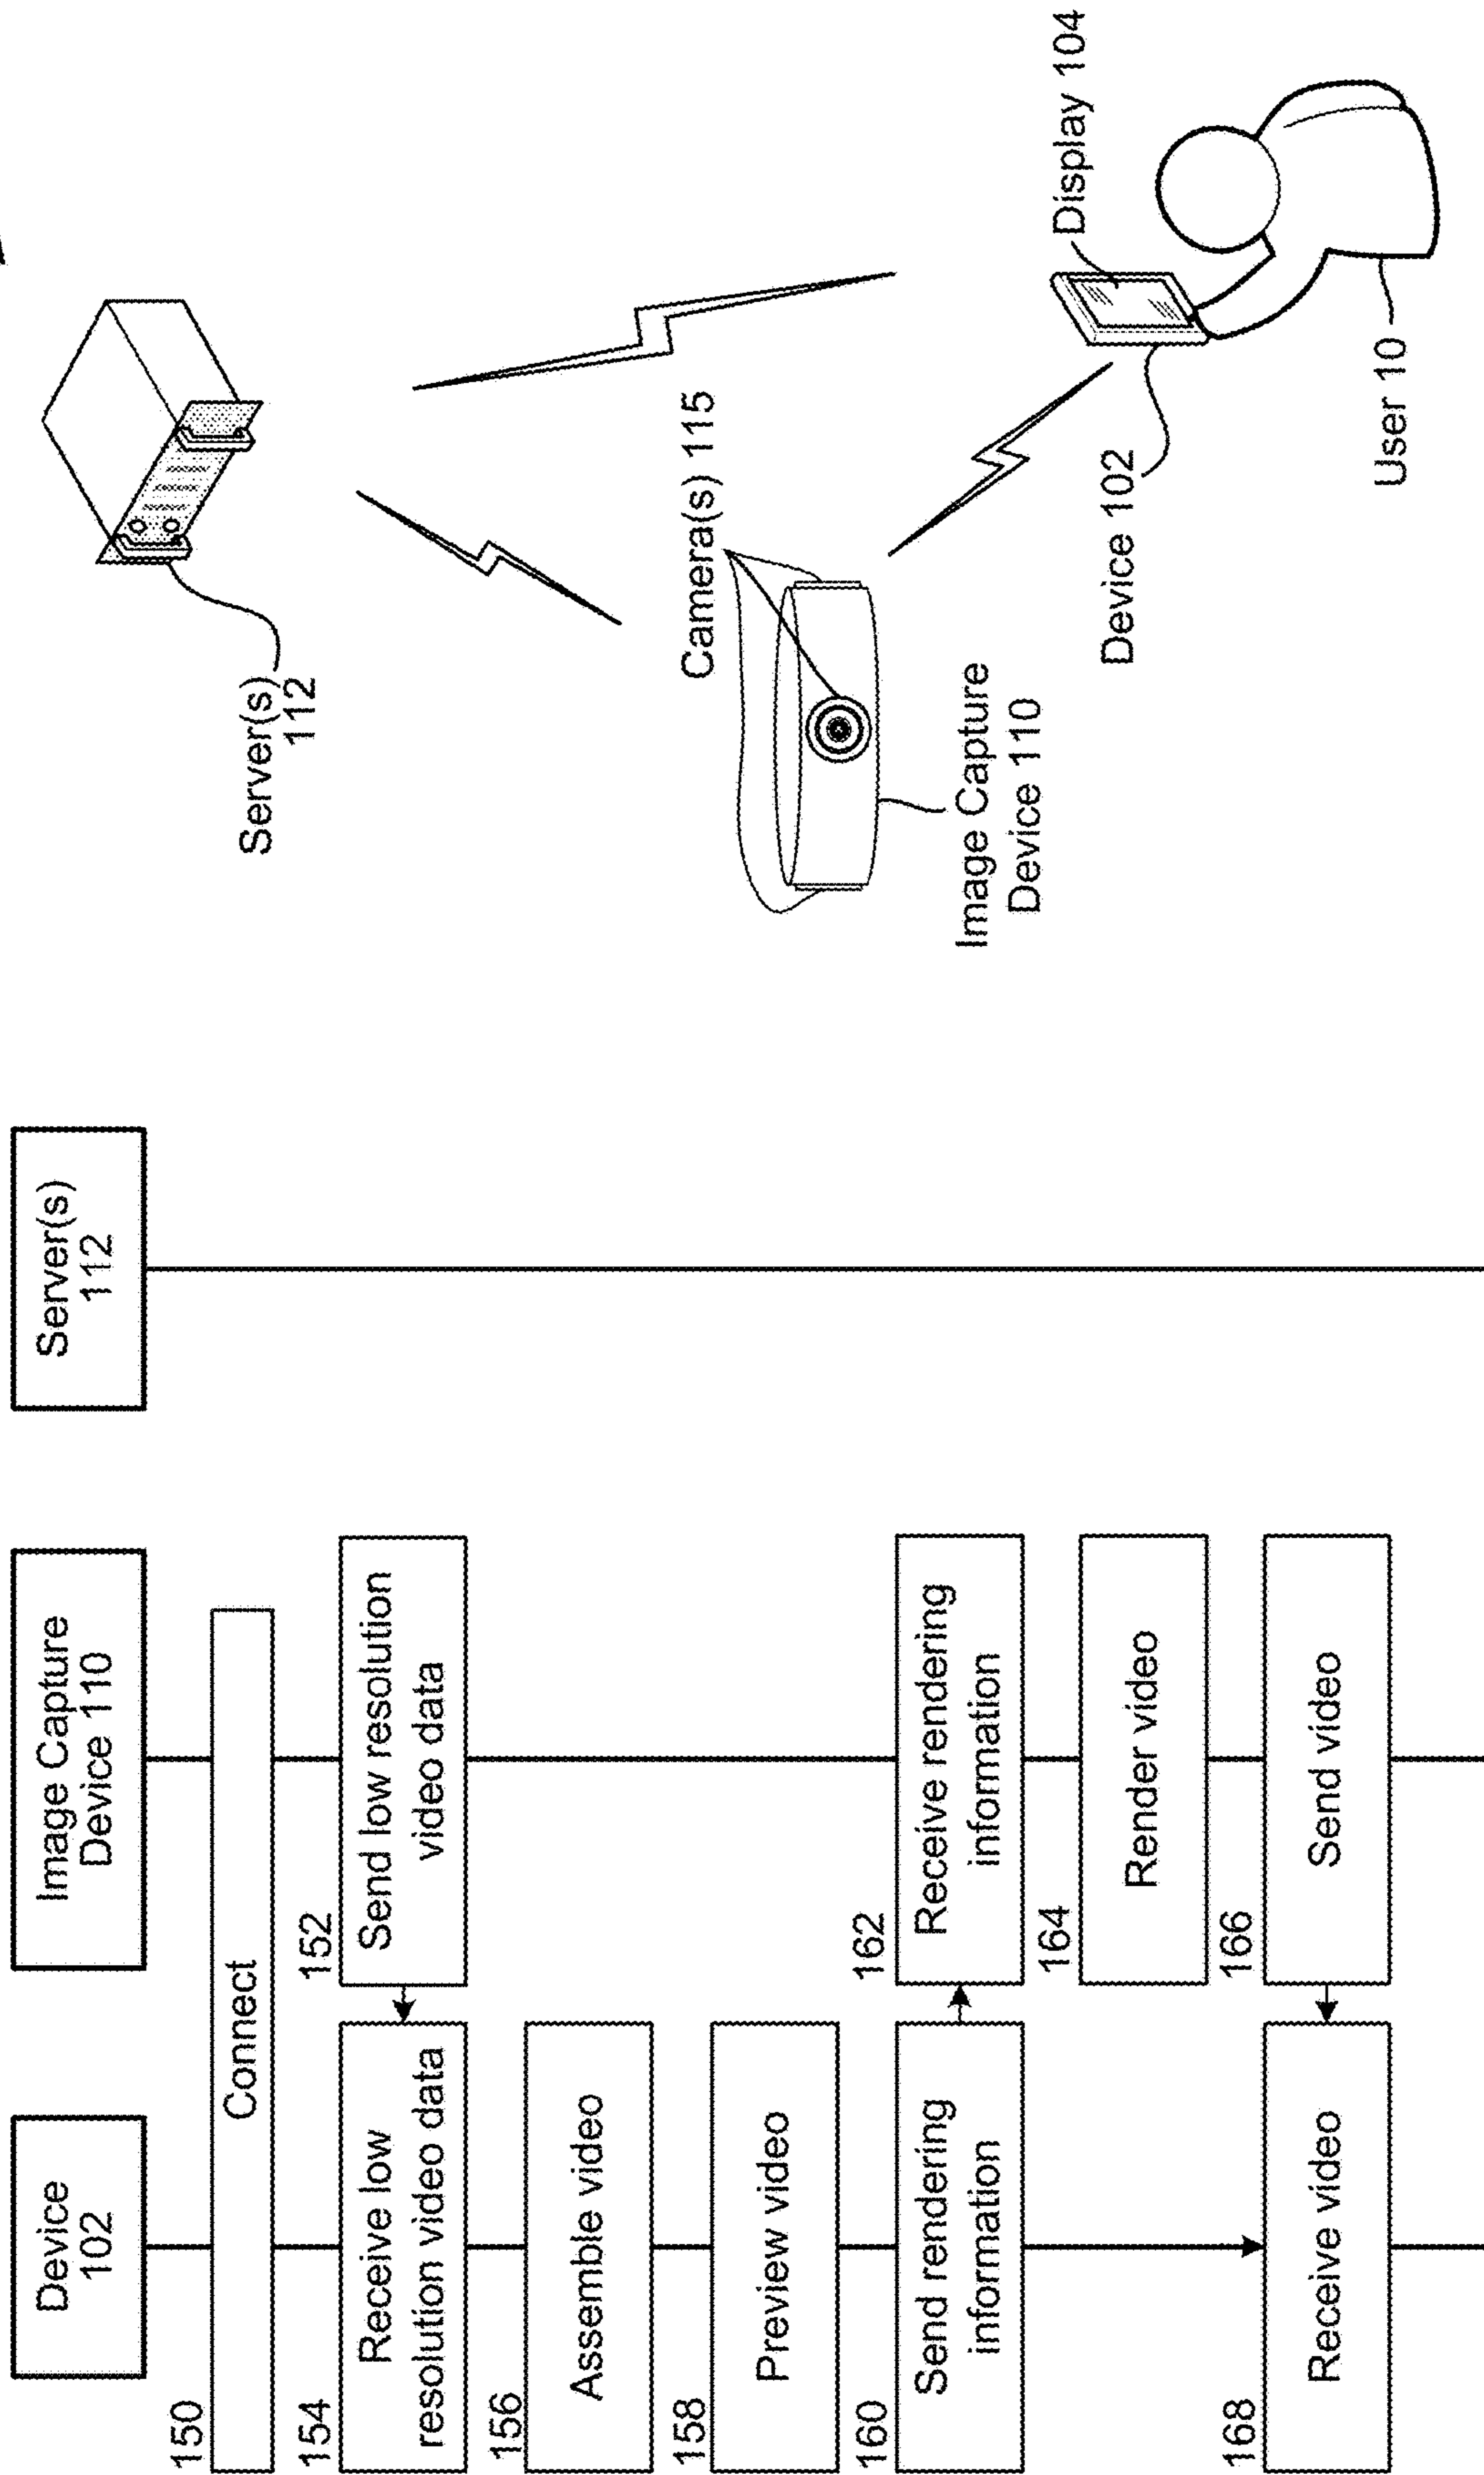 Device
102
Image Capture
Device 110
Server(s)
112
150
Connect
152
Send low resolution
video data
154
Receive low
resolution video data
156
Assemble video
158
Preview video
160
Send rendering
information
162
Receive rendering
information
164
Render video
166
Send video
168
Receive video
Server(s)
112
Camera(s) 115
Image Capture
Device 110
Display 104
Device 102
User 10